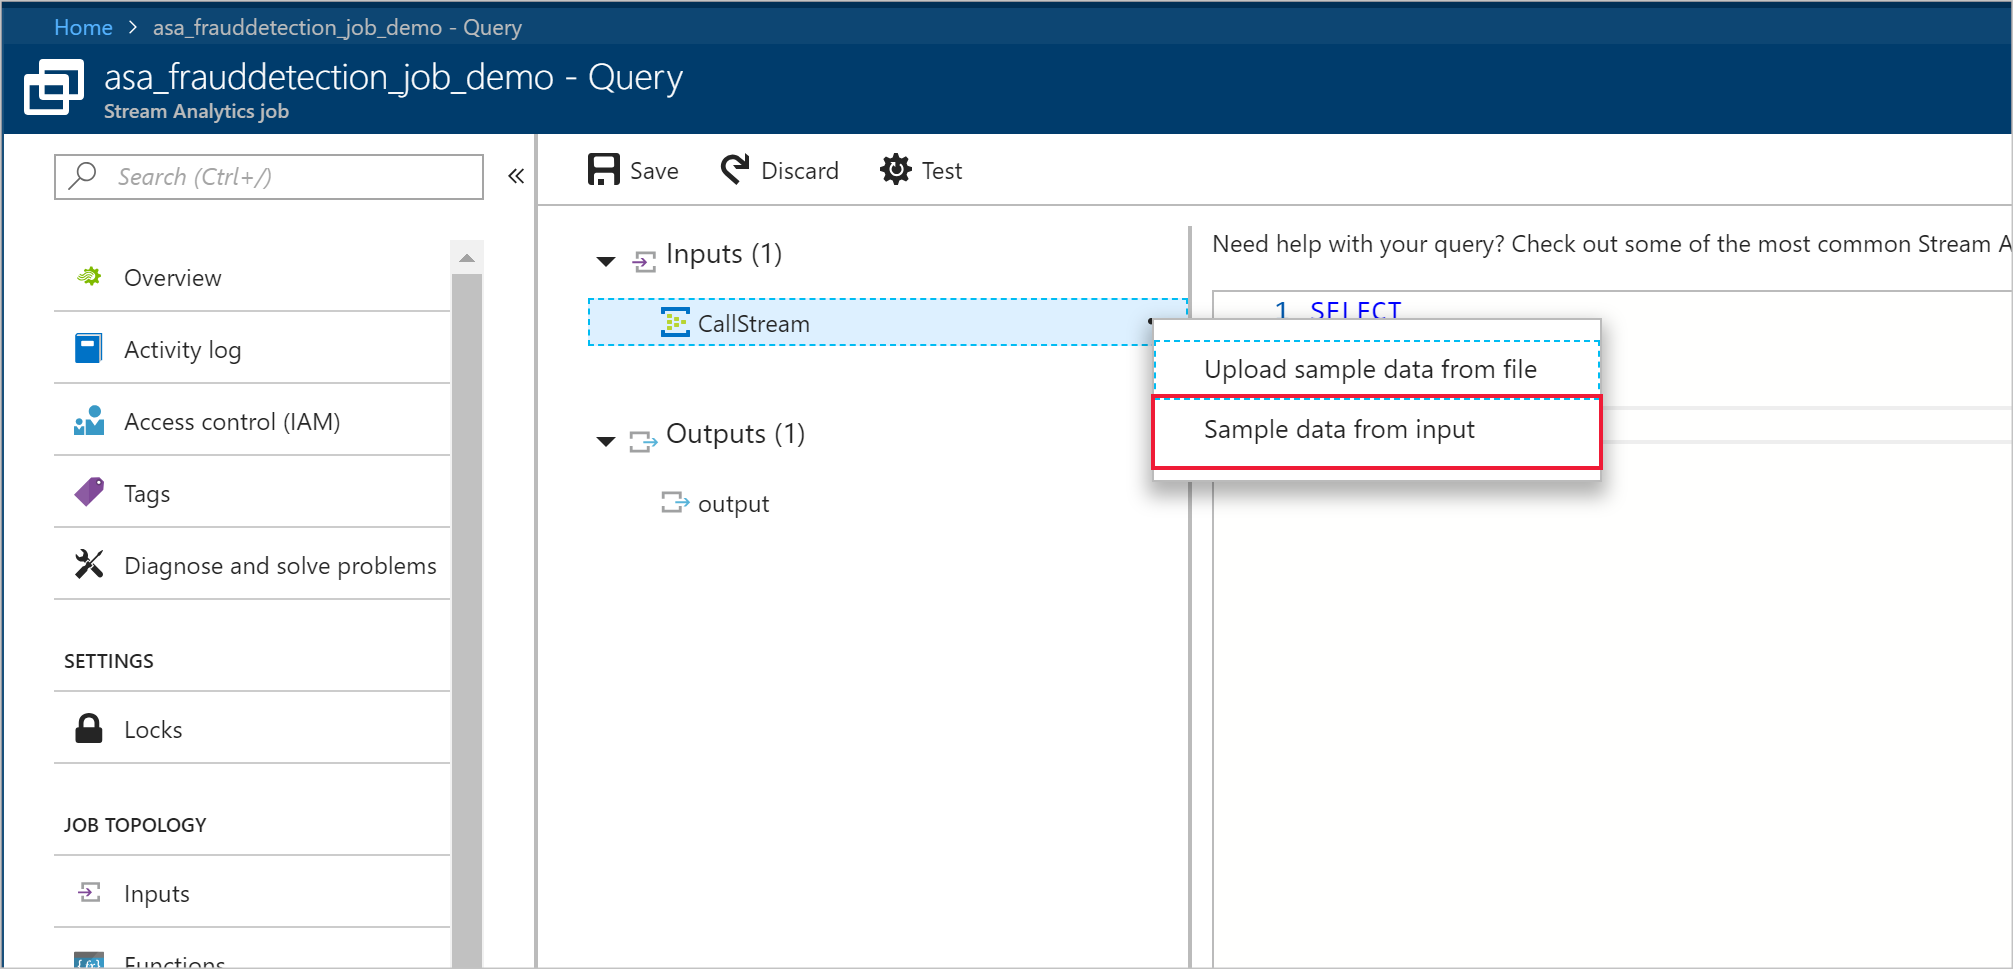 Home > asa_frauddetection_job_demo - Query
asa_frauddetection_job_demo - Query
Stream Analytics job
Search (Ctrl+/)
«
Save
Discard
Test
Overview
Activity log
Access control (IAM)
Tags
Diagnose and solve problems
SETTINGS
Locks
JOB TOPOLOGY
Inputs
Functions
Inputs (1)
CallStream
Outputs (1)
output
Need help with your query? Check out some of the most common Stream A
1 SELECT
Upload sample data from file
Sample data from input